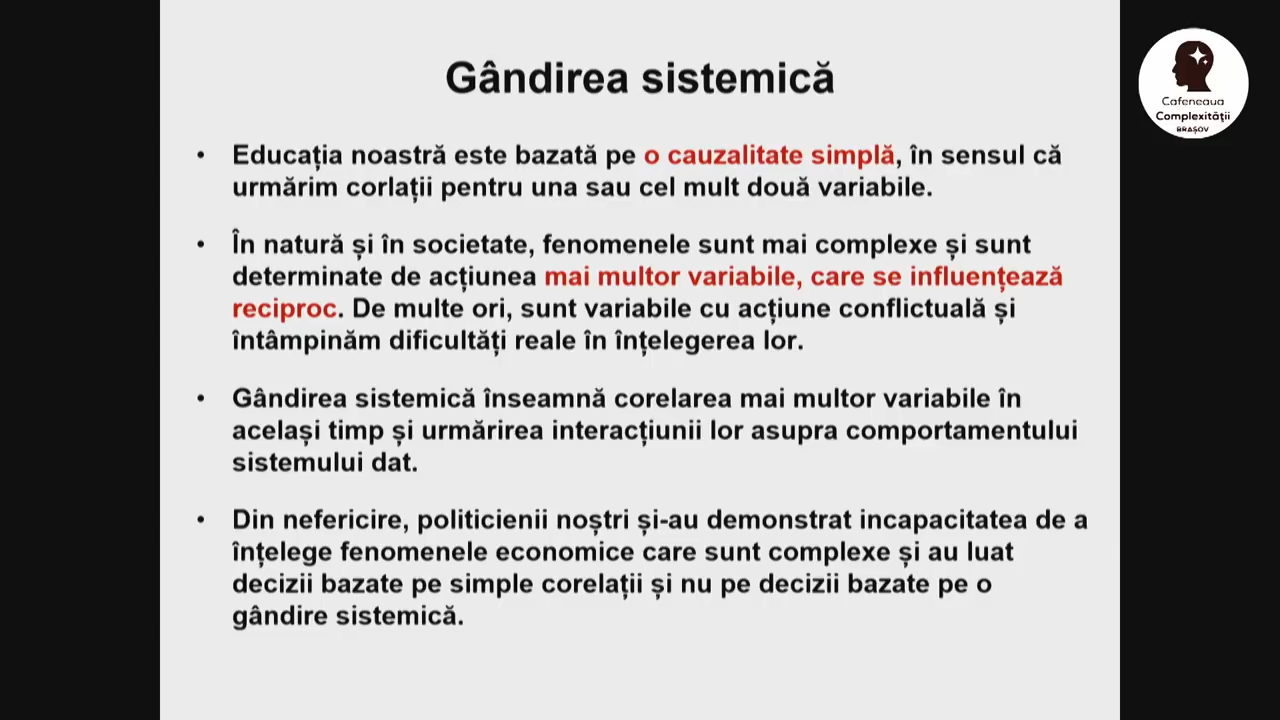 Gândirea sistemică
Cafeneaua
Complexităţii
BRAȘOV
• Educația noastră este bazată pe o cauzalitate simplă, în sensul că
urmărim corlații pentru una sau cel mult două variabile.
• În natură și în societate, fenomenele sunt mai complexe și sunt
determinate de acțiunea mai multor variabile, care se influențează
reciproc. De multe ori, sunt variabile cu acțiune conflictuală și
întâmpinăm dificultăți reale în înțelegerea lor.
• Gândirea sistemică înseamnă corelarea mai multor variabile în
același timp și urmărirea interacțiunii lor asupra comportamentului
sistemului dat.
• Din nefericire, politicienii noștri și-au demonstrat incapacitatea de a
înțelege fenomenele economice care sunt complexe și au luat
decizii bazate pe simple corelații și nu pe decizii bazate pe o
gândire sistemică.